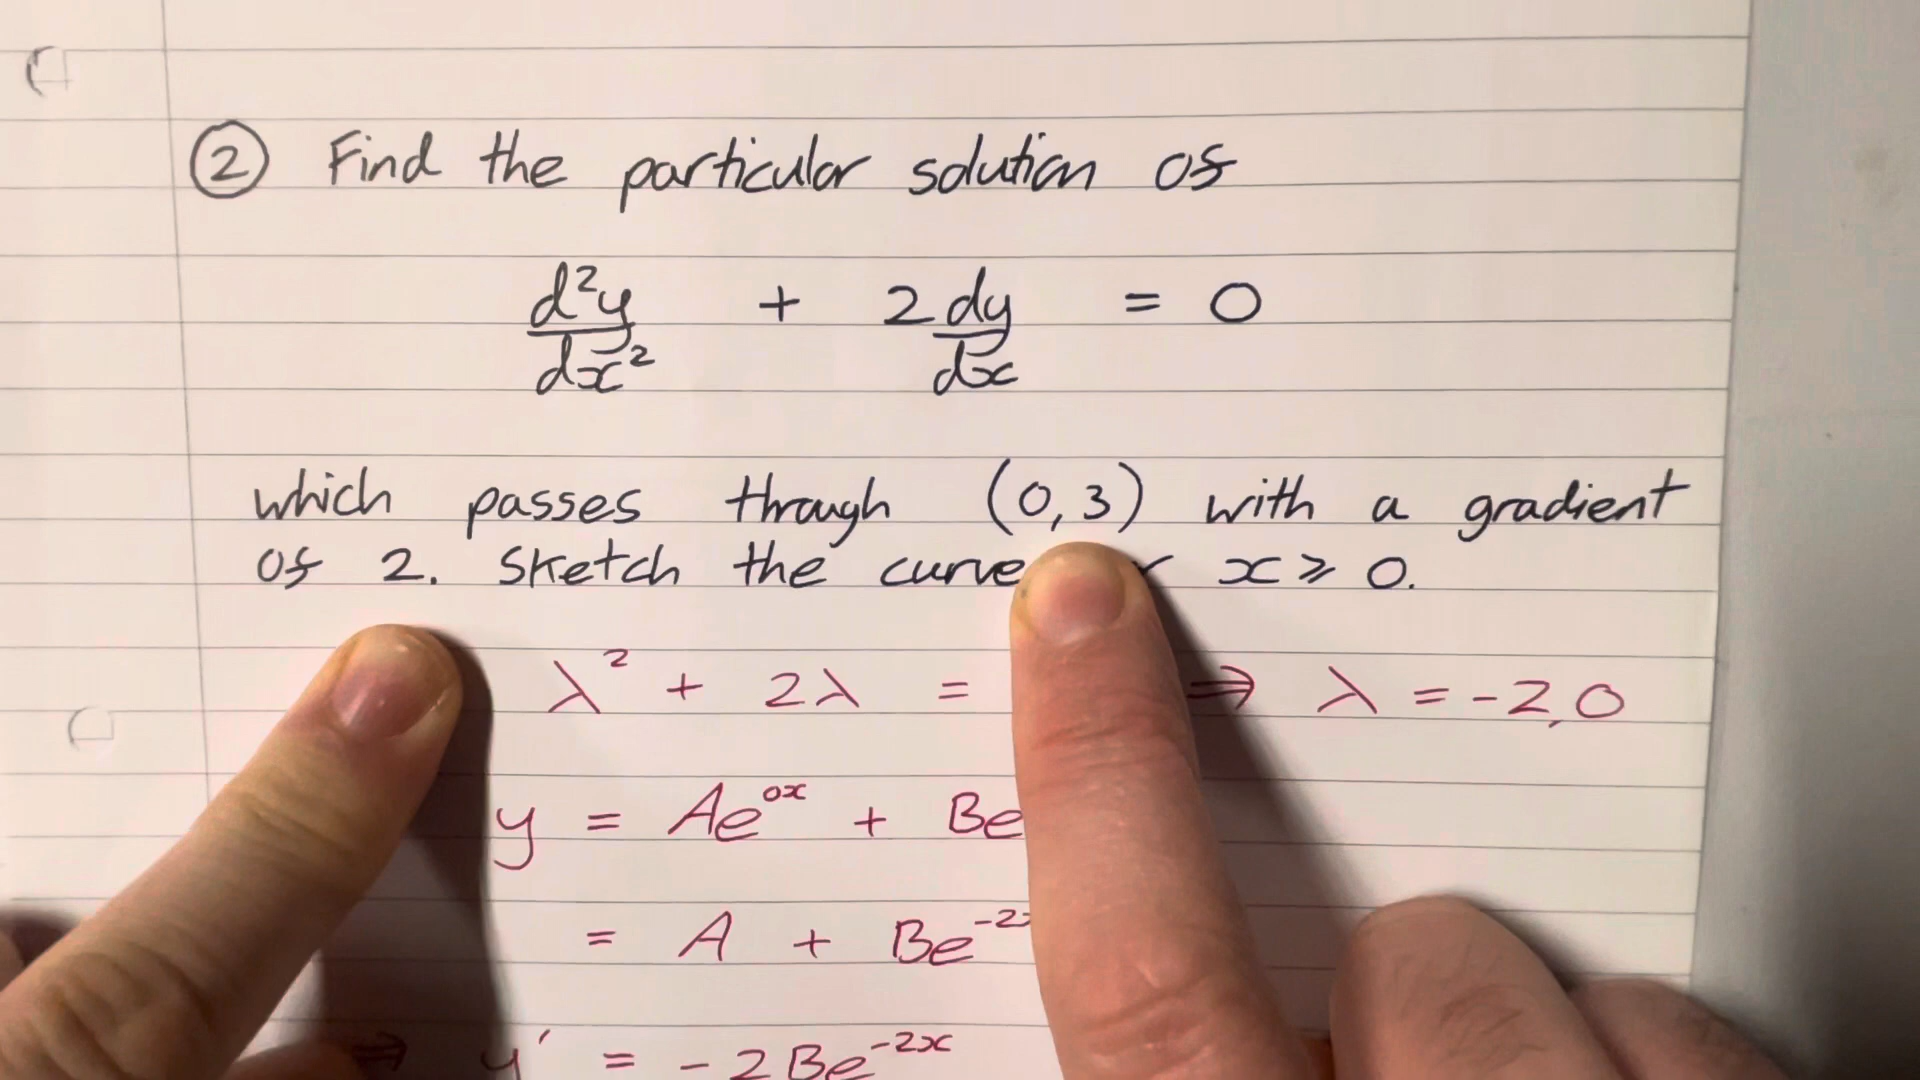 ② Find the particular solution of
d²y/dx² + 2 dy/dx = 0
which passes through (0,3) with a gradient
of 2. Sketch the curve x ⩾ 0.
λ² + 2λ = ⇒ λ = -2,0
y = Ae^0x + Be
= A + Be^-2
⇒ y' = -2Be^-2x